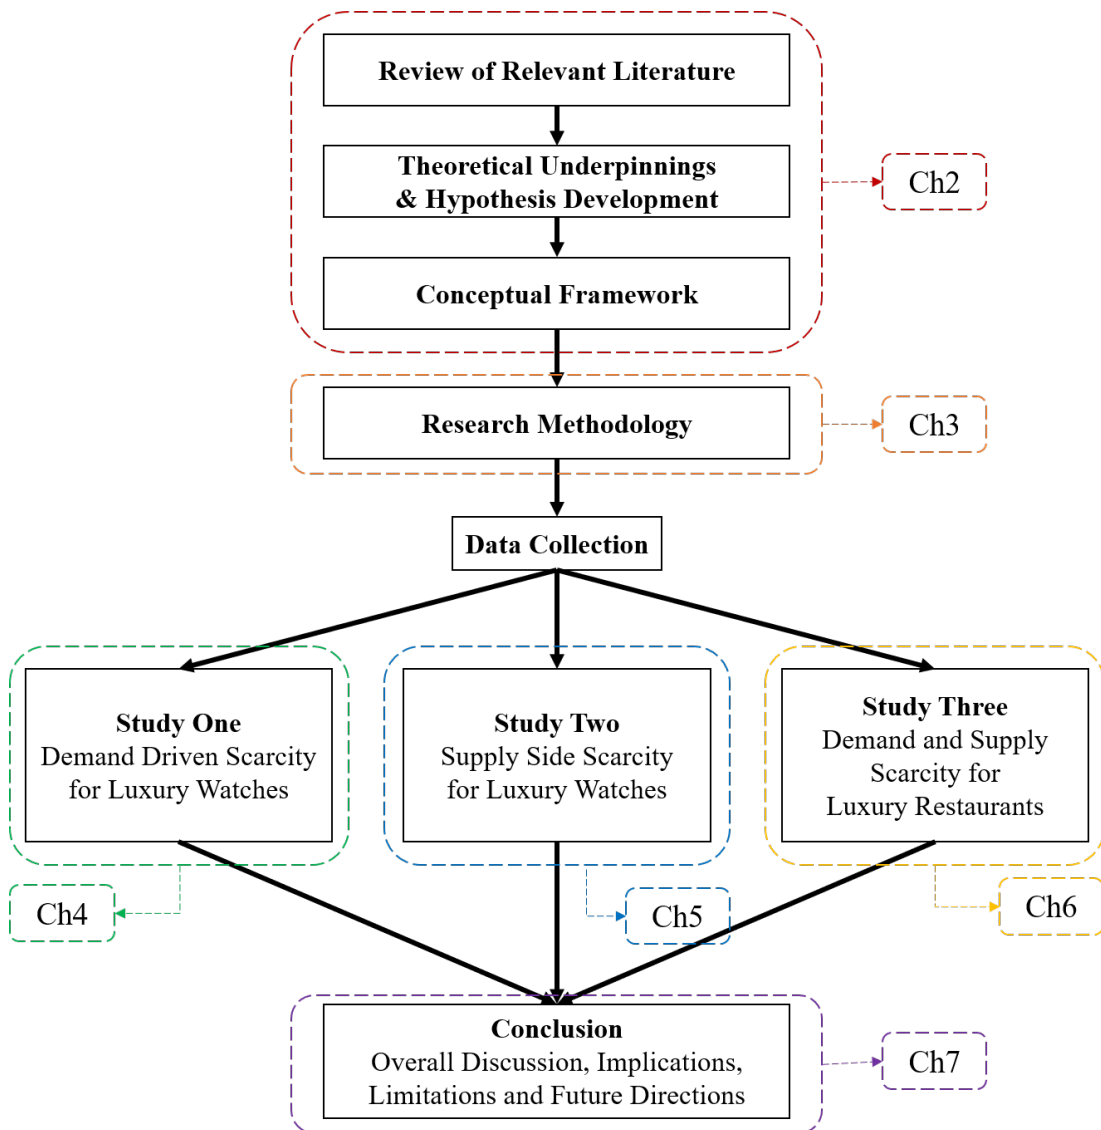 Review of Relevant Literature
Theoretical Underpinnings
& Hypothesis Development
Ch2
Conceptual Framework
Research Methodology
Ch3
Data Collection
Study One
Demand Driven Scarcity
for Luxury Watches
Study Two
Supply Side Scarcity
for Luxury Watches
Study Three
Demand and Supply
Scarcity for
Luxury Restaurants
Ch4
Ch5
Ch6
Conclusion
Overall Discussion, Implications,
Limitations and Future Directions
Ch7